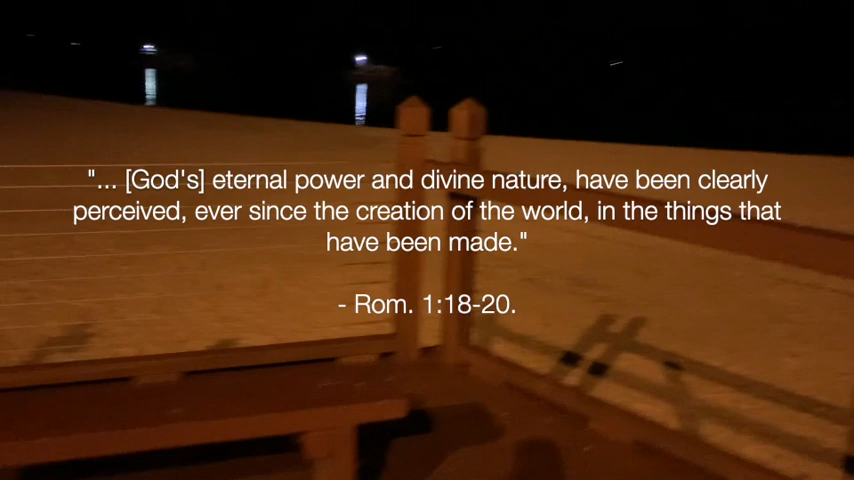 "... [God's] eternal power and divine nature, have been clearly
perceived, ever since the creation of the world, in the things that
have been made."
- Rom. 1:18-20.